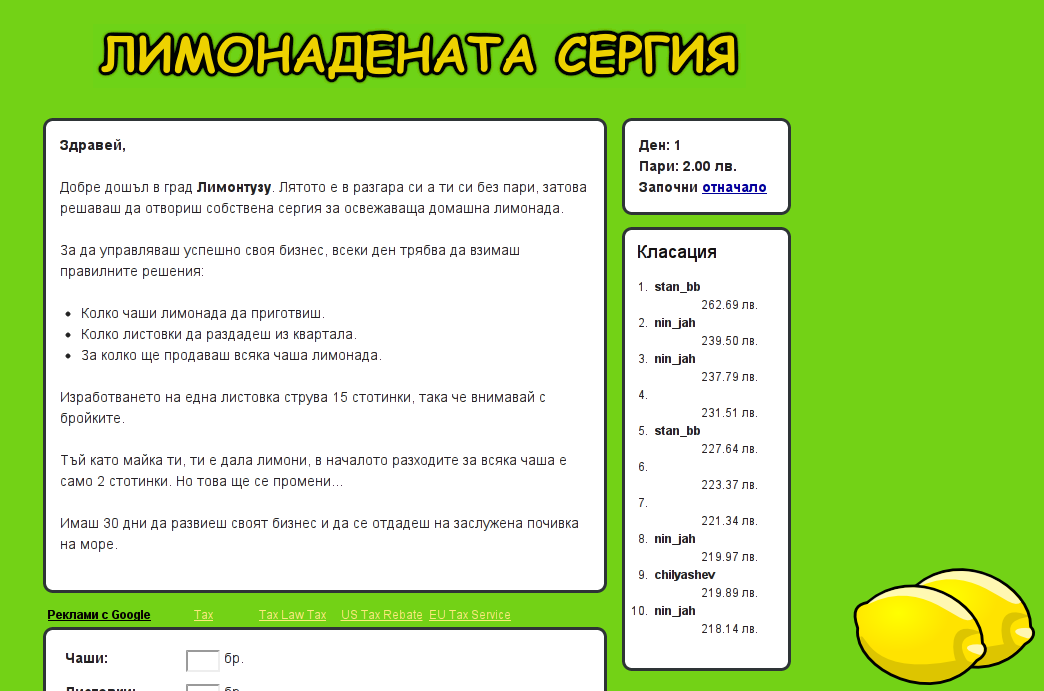 ЛИМОНАДЕНАТА СЕРГИЯ
Здравей,
Добре дошъл в град Лимонтузу. Лятото е в разгара си а ти си без пари, затова
решаваш да отвориш собствена сергия за освежаваща домашна лимонада.
За да управляваш успешно своя бизнес, всеки ден трябва да взимаш
правилните решения:
• Колко чаши лимонада да приготвиш.
• Колко листовки да раздадеш из квартала.
• За колко ще продаваш всяка чаша лимонада.
Изработването на една листовка струва 15 стотинки, така че внимавай с
бройките.
Тъй като майка ти, ти е дала лимони, в началото разходите за всяка чаша е
само 2 стотинки. Но това ще се промени...
Имаш 30 дни да развиеш своят бизнес и да се отдадеш на заслужена почивка
на море.
Реклами с Google Tax Tax Law Tax US Tax Rebate EU Tax Service
Чаши: бр.
Листовки: бр.
Ден: 1
Пари: 2.00 лв.
Започни отначало
Класация
1. stan_bb
262.69 лв.
2. nin_jah
239.50 лв.
3. nin_jah
237.79 лв.
4.
231.51 лв.
5. stan_bb
227.64 лв.
6.
223.37 лв.
7.
221.34 лв.
8. nin_jah
219.97 лв.
9. chilyashev
219.89 лв.
10. nin_jah
218.14 лв.